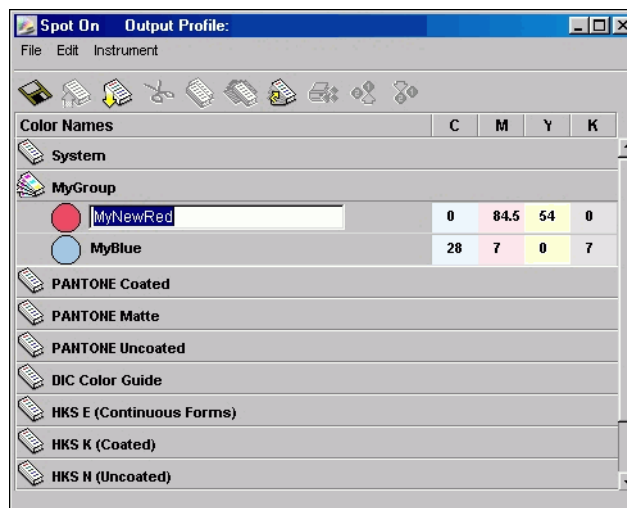 Spot On Output Profile:
File Edit Instrument
Color Names C M Y K
System
MyGroup
MyNewRed 0 84.5 54 0
MyBlue 28 7 0 7
PANTONE Coated
PANTONE Matte
PANTONE Uncoated
DIC Color Guide
HKS E (Continuous Forms)
HKS K (Coated)
HKS N (Uncoated)